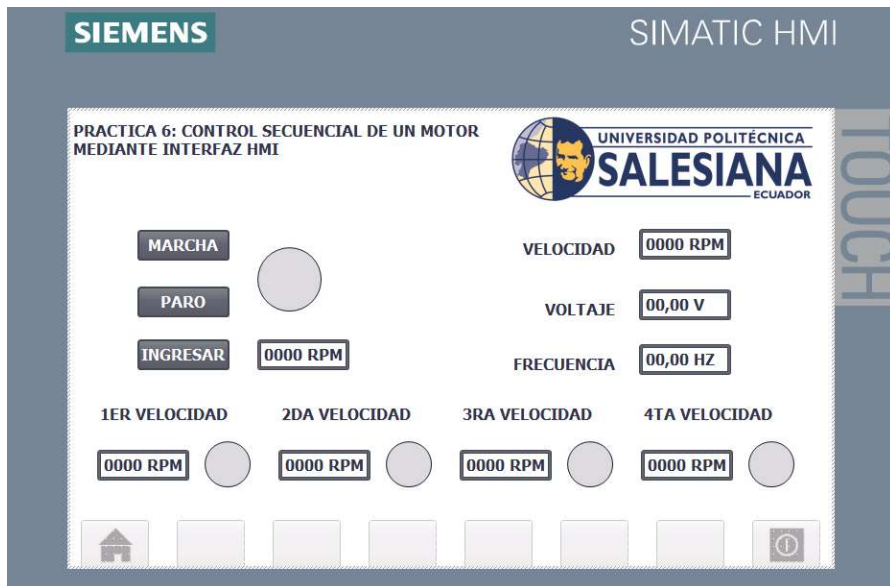 SIEMENS
SIMATIC HMI
TOUCH
PRACTICA 6: CONTROL SECUENCIAL DE UN MOTOR
MEDIANTE INTERFAZ HMI
UNIVERSIDAD POLITÉCNICA
SALESIANA
ECUADOR
MARCHA
PARO
INGRESAR
0000 RPM
VELOCIDAD
0000 RPM
VOLTAJE
00,00 V
FRECUENCIA
00,00 HZ
1ER VELOCIDAD
2DA VELOCIDAD
3RA VELOCIDAD
4TA VELOCIDAD
0000 RPM
0000 RPM
0000 RPM
0000 RPM